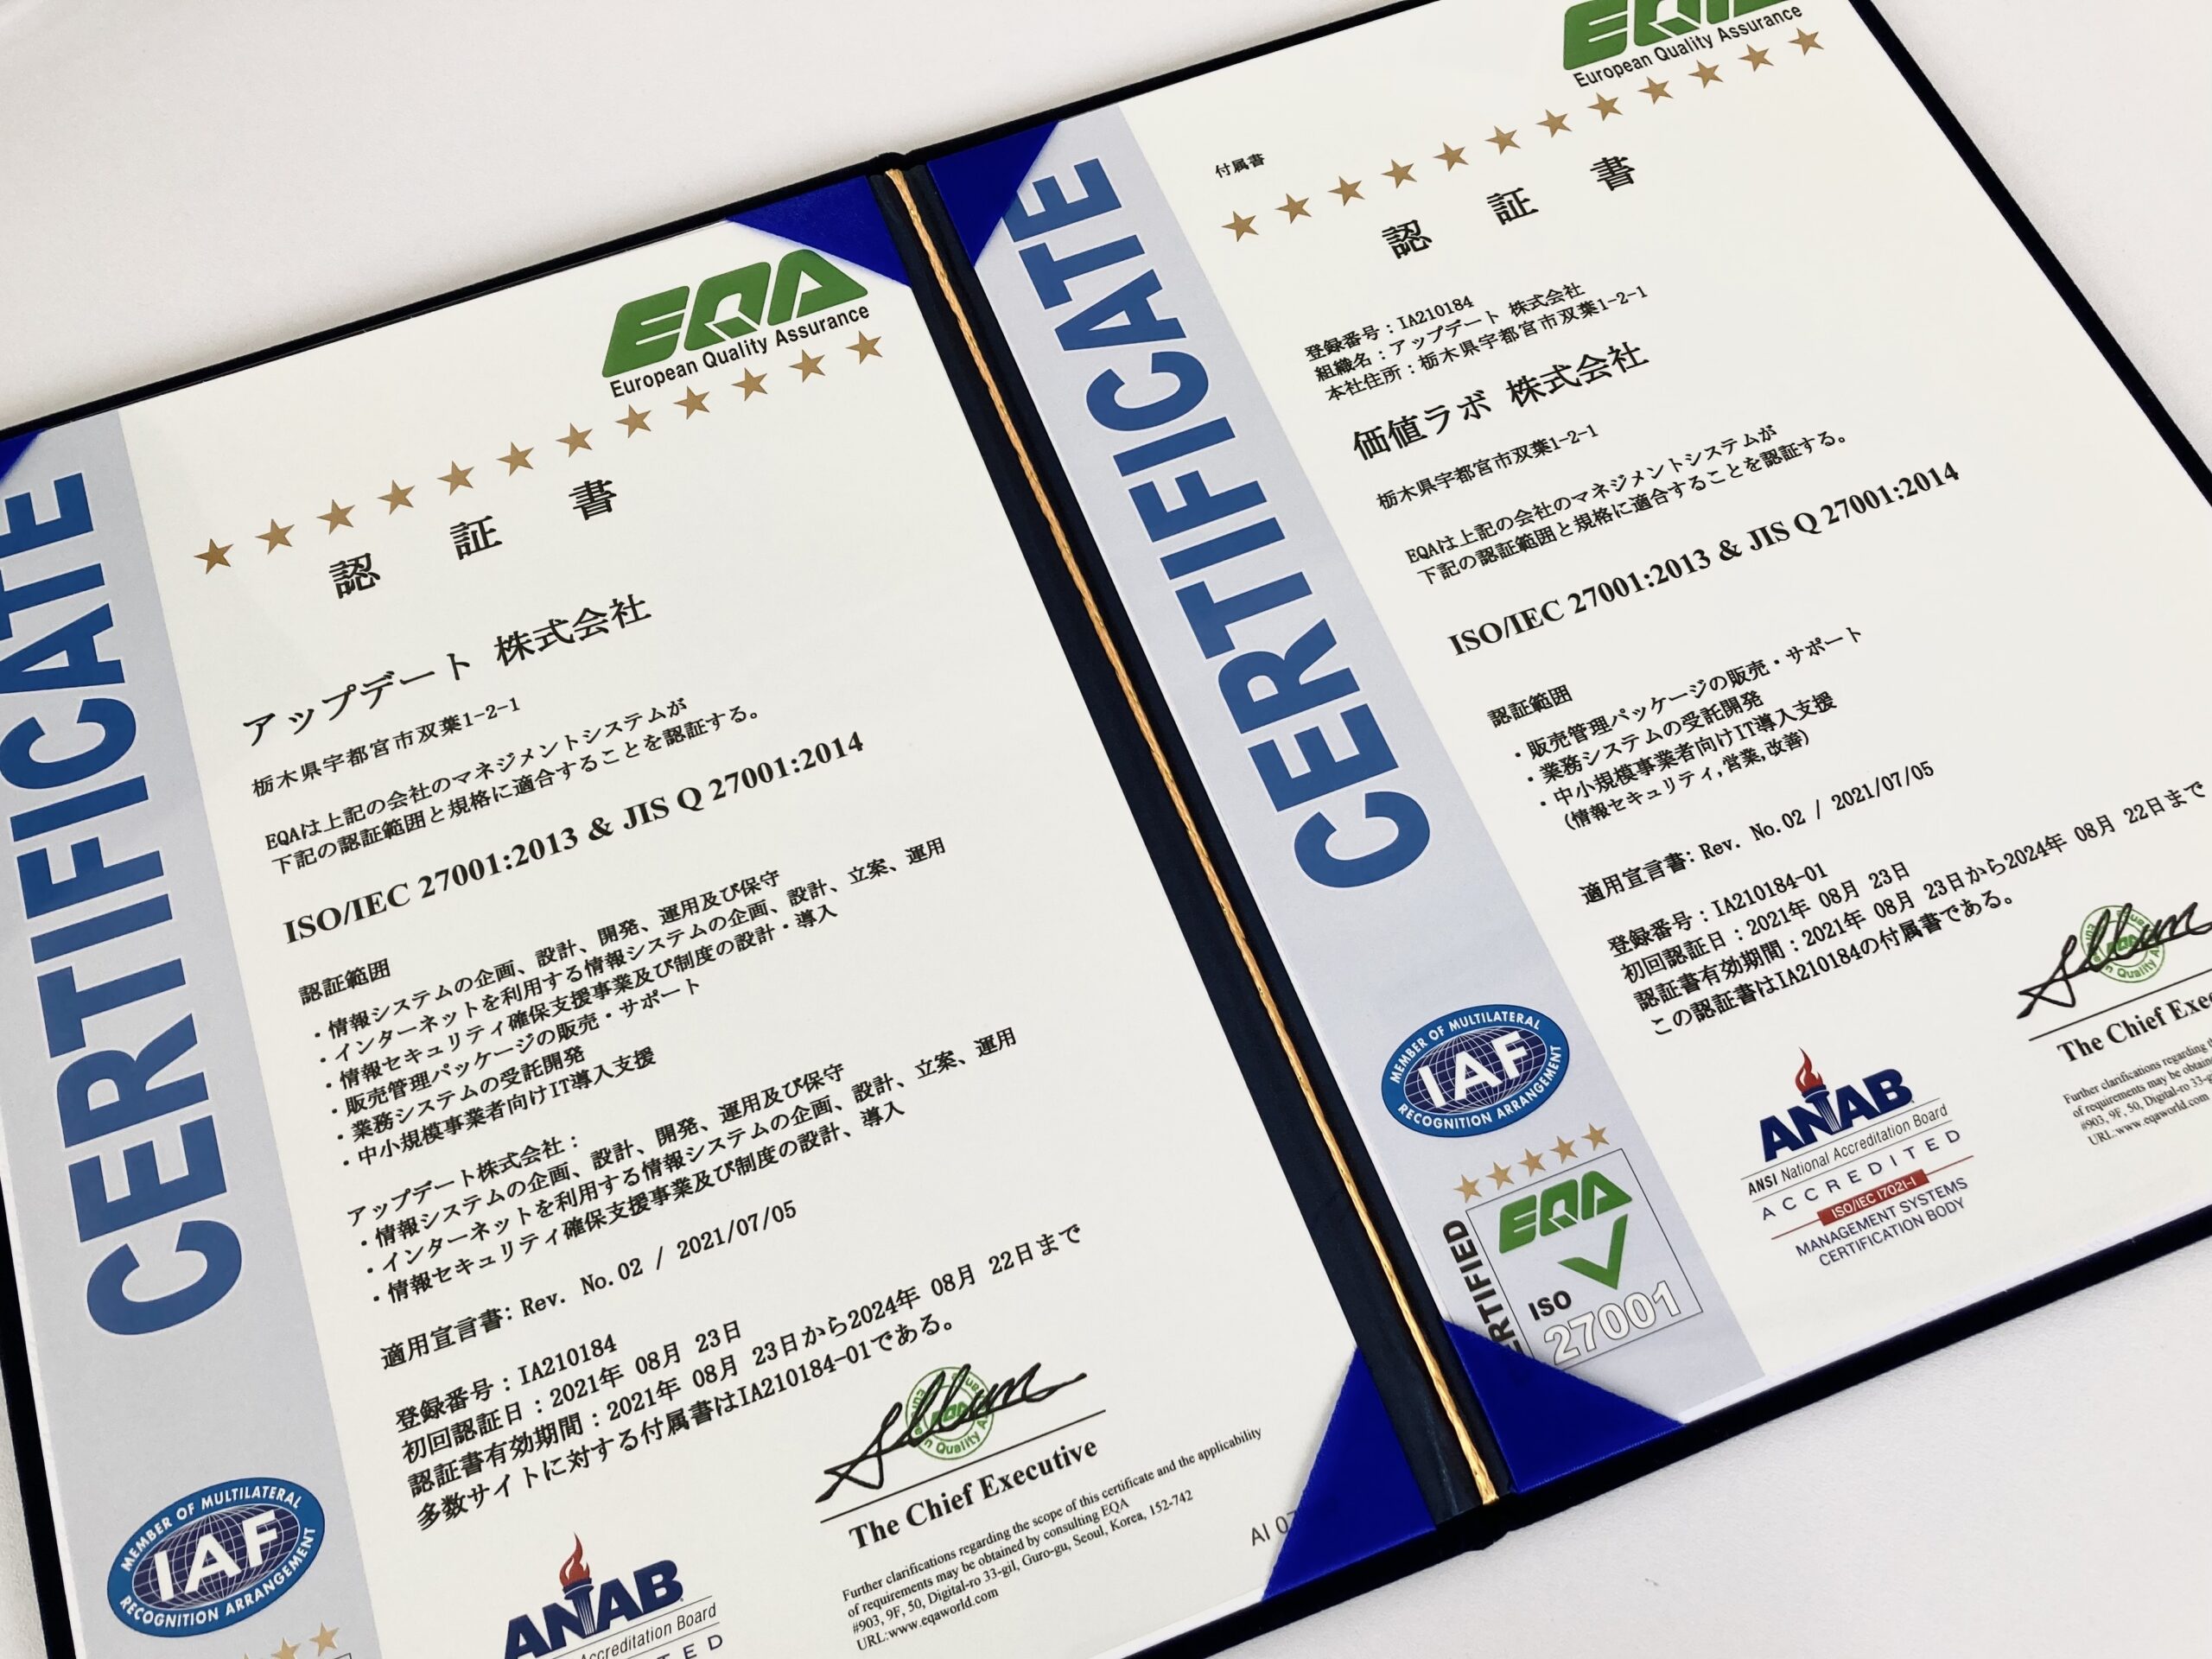 CERTIFICATE
EQA
European Quality Assurance
認 証 書
アップデート 株式会社
栃木県宇都宮市双葉1-2-1
EQAは上記の会社のマネジメントシステムが
下記の認証範囲と規格に適合することを認証する。
ISO/IEC 27001:2013 & JIS Q 27001:2014
認証範囲
・情報システムの企画、設計、開発、運用及び保守
・インターネットを利用する情報システムの企画、設計、立案、運用
・情報セキュリティ確保支援事業及び制度の設計・導入
・販売管理パッケージの販売・サポート
・業務システムの受託開発
・中小規模事業者向けIT導入支援
アップデート株式会社：
・情報システムの企画、設計、開発、運用及び保守
・インターネットを利用する情報システムの企画、設計、立案、運用
・情報セキュリティ確保支援事業及び制度の設計、導入
適用宣言書: Rev. No.02 / 2021/07/05
登録番号：IA210184
初回認証日：2021年 08月 23日
認証書有効期間：2021年 08月 23日から2024年 08月 22日まで
多数サイトに対する付属書はIA210184-01である。
The Chief Executive
Further clarifications regarding the scope of this certificate and the applicability
of requirements may be obtained by consulting EQA
#903, 9F, 50, Digital-ro 33-gil, Guro-gu, Seoul, Korea, 152-742
URL:www.eqaworld.com
MEMBER OF MULTILATERAL
IAF
RECOGNITION ARRANGEMENT
ANAB
Accreditation Board
CERTIFICATE
EQA
European Quality Assurance
付属書
認 証 書
登録番号：IA210184
組織名：アップデート 株式会社
本社住所：栃木県宇都宮市双葉1-2-1
価値ラボ 株式会社
栃木県宇都宮市双葉1-2-1
EQAは上記の会社のマネジメントシステムが
下記の認証範囲と規格に適合することを認証する。
ISO/IEC 27001:2013 & JIS Q 27001:2014
認証範囲
・販売管理パッケージの販売・サポート
・業務システムの受託開発
・中小規模事業者向けIT導入支援
（情報セキュリティ,営業,改善）
適用宣言書: Rev. No.02 / 2021/07/05
登録番号：IA210184-01
初回認証日：2021年 08月 23日
認証書有効期間：2021年 08月 23日から2024年 08月 22日まで
この認証書はIA210184の付属書である。
The Chief
Further clarifications regarding
of requirements may be
#903, 9F, 50, Digital-ro
URL:www.eqaworld.com
MEMBER OF MULTILATERAL
IAF
RECOGNITION ARRANGEMENT
ANAB
ANSI National Accreditation Board
ACCREDITED
ISO/IEC 17021-1
MANAGEMENT SYSTEMS
CERTIFICATION BODY
EQA
ISO
27001